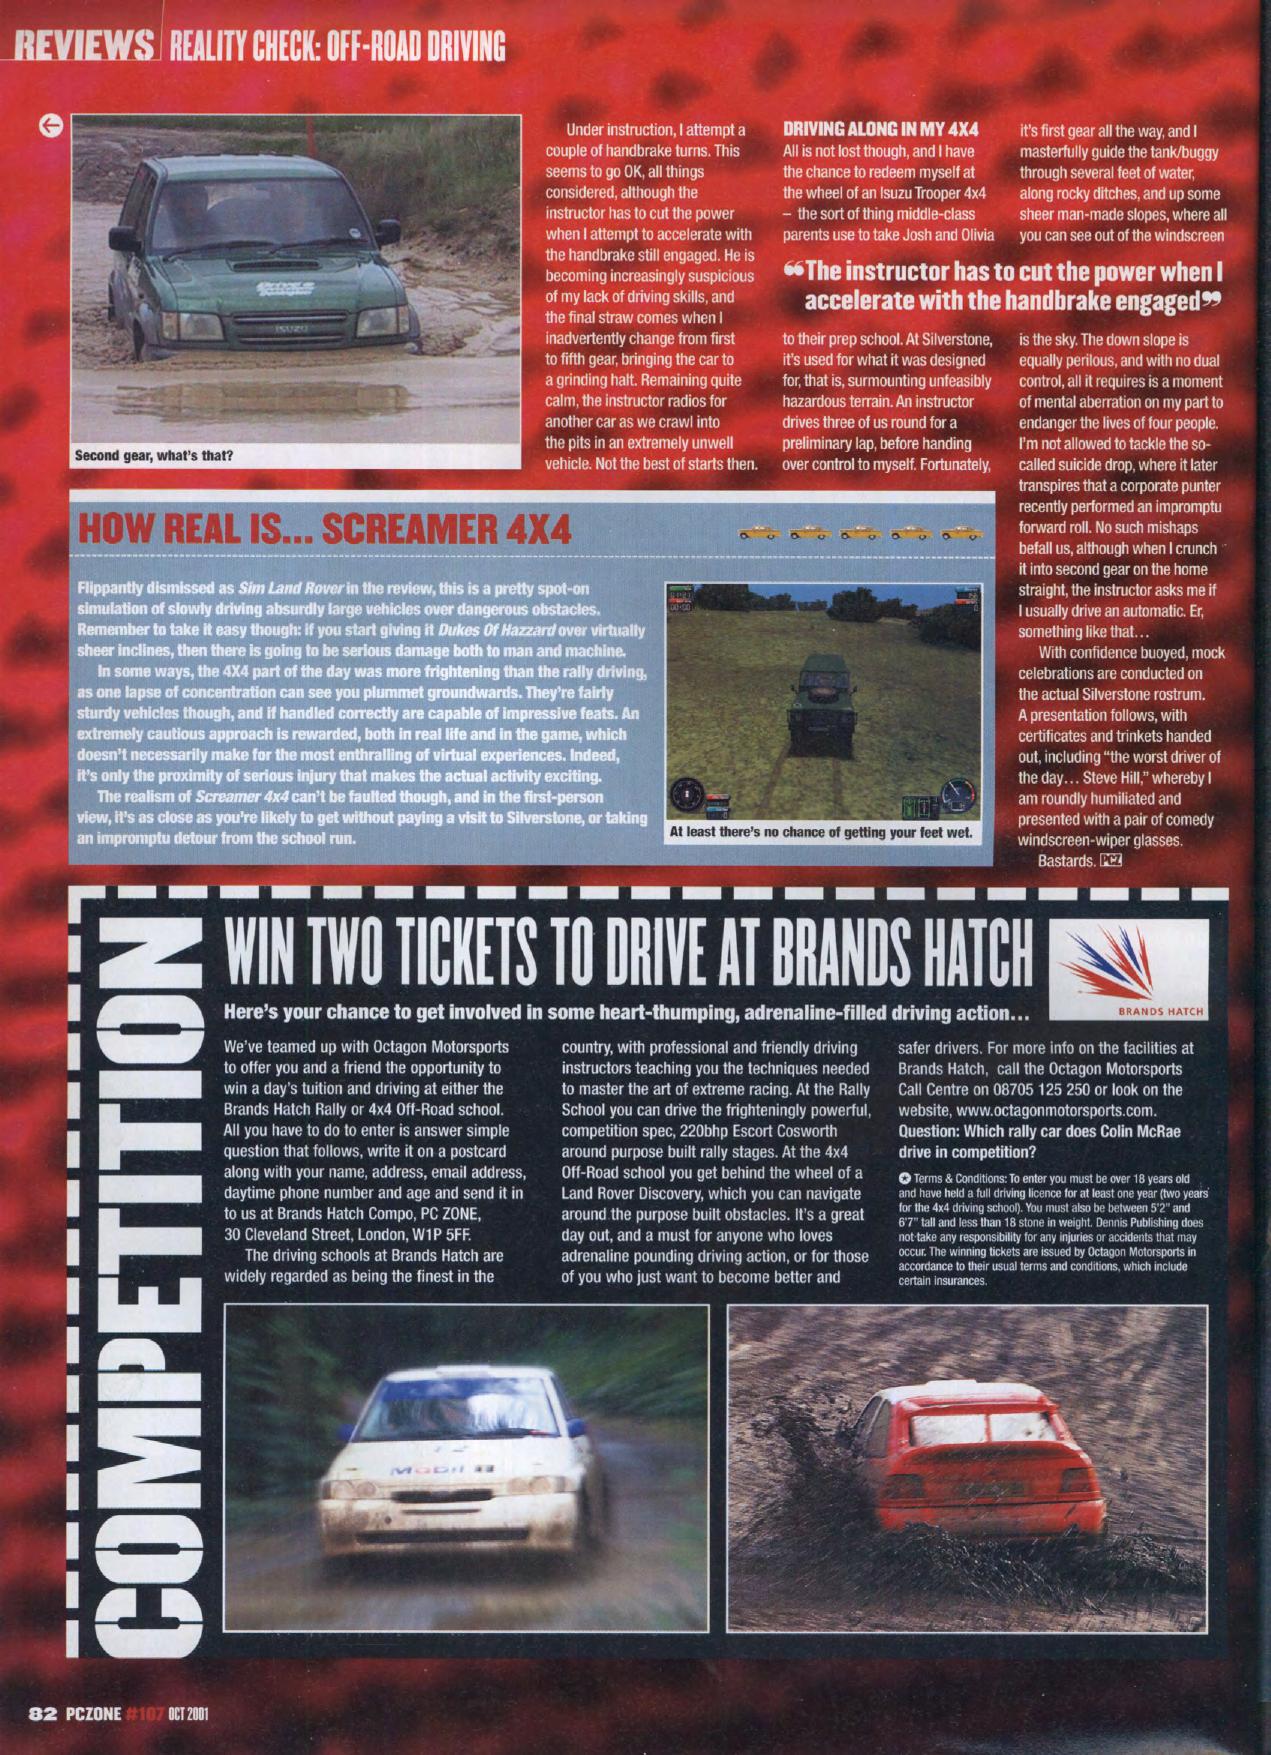 REVIEWS REALITY CHECK: OFF-ROAD DRIVING
Second gear, what's that?
Under instruction, I attempt a
couple of handbrake turns. This
seems to go OK, all things
considered, although the
instructor has to cut the power
when I attempt to accelerate with
the handbrake still engaged. He is
becoming increasingly suspicious
of my lack of driving skills, and
the final straw comes when I
inadvertently change from first
to fifth gear, bringing the car to
a grinding halt. Remaining quite
calm, the instructor radios for
another car as we crawl into
the pits in an extremely unwell
vehicle. Not the best of starts then.
DRIVING ALONG IN MY 4X4
All is not lost though, and I have
the chance to redeem myself at
the wheel of an Isuzu Trooper 4x4
– the sort of thing middle-class
parents use to take Josh and Olivia
to their prep school. At Silverstone,
it's used for what it was designed
for, that is, surmounting unfeasibly
hazardous terrain. An instructor
drives three of us round for a
preliminary lap, before handing
over control to myself. Fortunately,
it's first gear all the way, and I
masterfully guide the tank/buggy
through several feet of water,
along rocky ditches, and up some
sheer man-made slopes, where all
you can see out of the windscreen
“The instructor has to cut the power when I
accelerate with the handbrake engaged”
is the sky. The down slope is
equally perilous, and with no dual
control, all it requires is a moment
of mental aberration on my part to
endanger the lives of four people.
I'm not allowed to tackle the so-
called suicide drop, where it later
transpires that a corporate punter
recently performed an impromptu
forward roll. No such mishaps
befall us, although when I crunch
it into second gear on the home
straight, the instructor asks me if
I usually drive an automatic. Er,
something like that...
With confidence buoyed, mock
celebrations are conducted on
the actual Silverstone rostrum.
A presentation follows, with
certificates and trinkets handed
out, including “the worst driver of
the day... Steve Hill,” whereby I
am roundly humiliated and
presented with a pair of comedy
windscreen-wiper glasses.
Bastards. PCZ
HOW REAL IS... SCREAMER 4X4
Flippantly dismissed as Sim Land Rover in the review, this is a pretty spot-on
simulation of slowly driving absurdly large vehicles over dangerous obstacles.
Remember to take it easy though: if you start giving it Dukes Of Hazzard over virtually
sheer inclines, then there is going to be serious damage both to man and machine.
In some ways, the 4X4 part of the day was more frightening than the rally driving,
as one lapse of concentration can see you plummet groundwards. They're fairly
sturdy vehicles though, and if handled correctly are capable of impressive feats. An
extremely cautious approach is rewarded, both in real life and in the game, which
doesn't necessarily make for the most enthralling of virtual experiences. Indeed,
it's only the proximity of serious injury that makes the actual activity exciting.
The realism of Screamer 4x4 can't be faulted though, and in the first-person
view, it's as close as you're likely to get without paying a visit to Silverstone, or taking
an impromptu detour from the school run.
At least there's no chance of getting your feet wet.
COMPETITION
WIN TWO TICKETS TO DRIVE AT BRANDS HATCH
BRANDS HATCH
Here's your chance to get involved in some heart-thumping, adrenaline-filled driving action...
We've teamed up with Octagon Motorsports
to offer you and a friend the opportunity to
win a day's tuition and driving at either the
Brands Hatch Rally or 4x4 Off-Road school.
All you have to do to enter is answer simple
question that follows, write it on a postcard
along with your name, address, email address,
daytime phone number and age and send it in
to us at Brands Hatch Compo, PC ZONE,
30 Cleveland Street, London, W1P 5FF.
The driving schools at Brands Hatch are
widely regarded as being the finest in the
country, with professional and friendly driving
instructors teaching you the techniques needed
to master the art of extreme racing. At the Rally
School you can drive the frighteningly powerful,
competition spec, 220bhp Escort Cosworth
around purpose built rally stages. At the 4x4
Off-Road school you get behind the wheel of a
Land Rover Discovery, which you can navigate
around the purpose built obstacles. It's a great
day out, and a must for anyone who loves
adrenaline pounding driving action, or for those
of you who just want to become better and
safer drivers. For more info on the facilities at
Brands Hatch, call the Octagon Motorsports
Call Centre on 08705 125 250 or look on the
website, www.octagonmotorsports.com.
Question: Which rally car does Colin McRae
drive in competition?
Terms & Conditions: To enter you must be over 18 years old
and have held a full driving licence for at least one year (two years
for the 4x4 driving school). You must also be between 5'2" and
6'7" tall and less than 18 stone in weight. Dennis Publishing does
not take any responsibility for any injuries or accidents that may
occur. The winning tickets are issued by Octagon Motorsports in
accordance to their usual terms and conditions, which include
certain insurances.
Mobil 1
82 PCZONE #107 OCT 2001